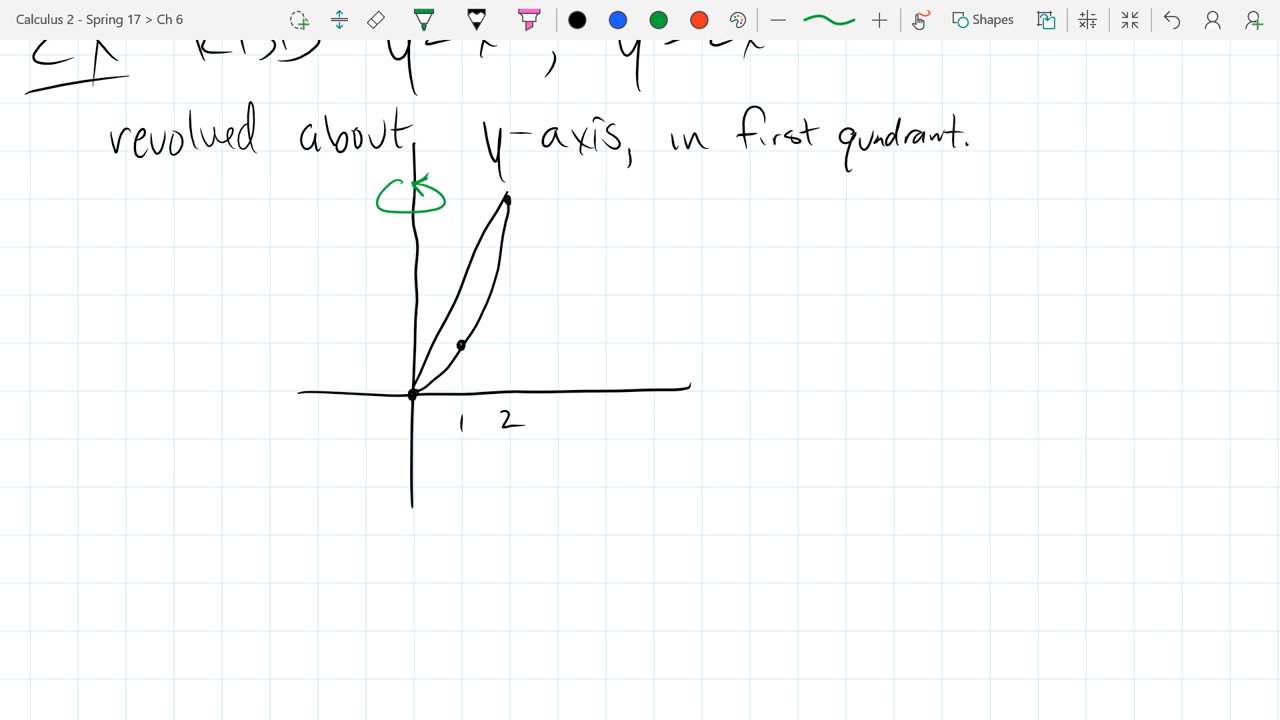 Calculus 2 - Spring 17 > Ch 6
Shapes
revolved about y-axis, in first quadrant.
1 2